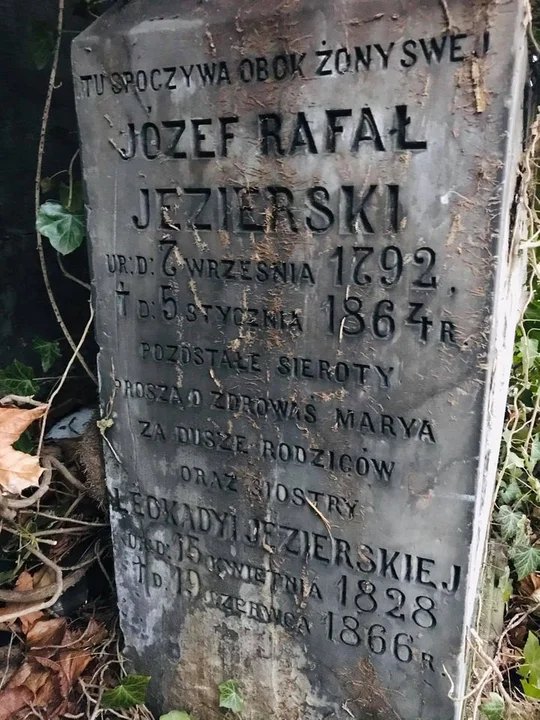 TU SPOCZYWA OBOK ŻONY SWEJ
JÓZEF RAFAŁ
JEZIERSKI
UR: D: 7 WRZEŚNIA 1792.
† D: 5 STYCZNIA 1864 R.
POZOSTAŁE SIEROTY
PROSZĄ O ZDROWAŚ MARYA
ZA DUSZE RODZICÓW
ORAZ SIOSTRY
LEOKADYI JEZIERSKIEJ
UR: D: 15 KWIETNIA 1828
† D. 19 CZERWCA 1866 R.